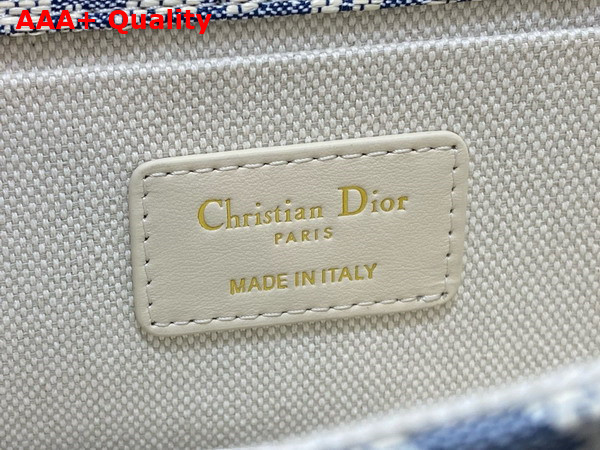 AAA+ Quality
Christian Dior
PARIS
MADE IN ITALY